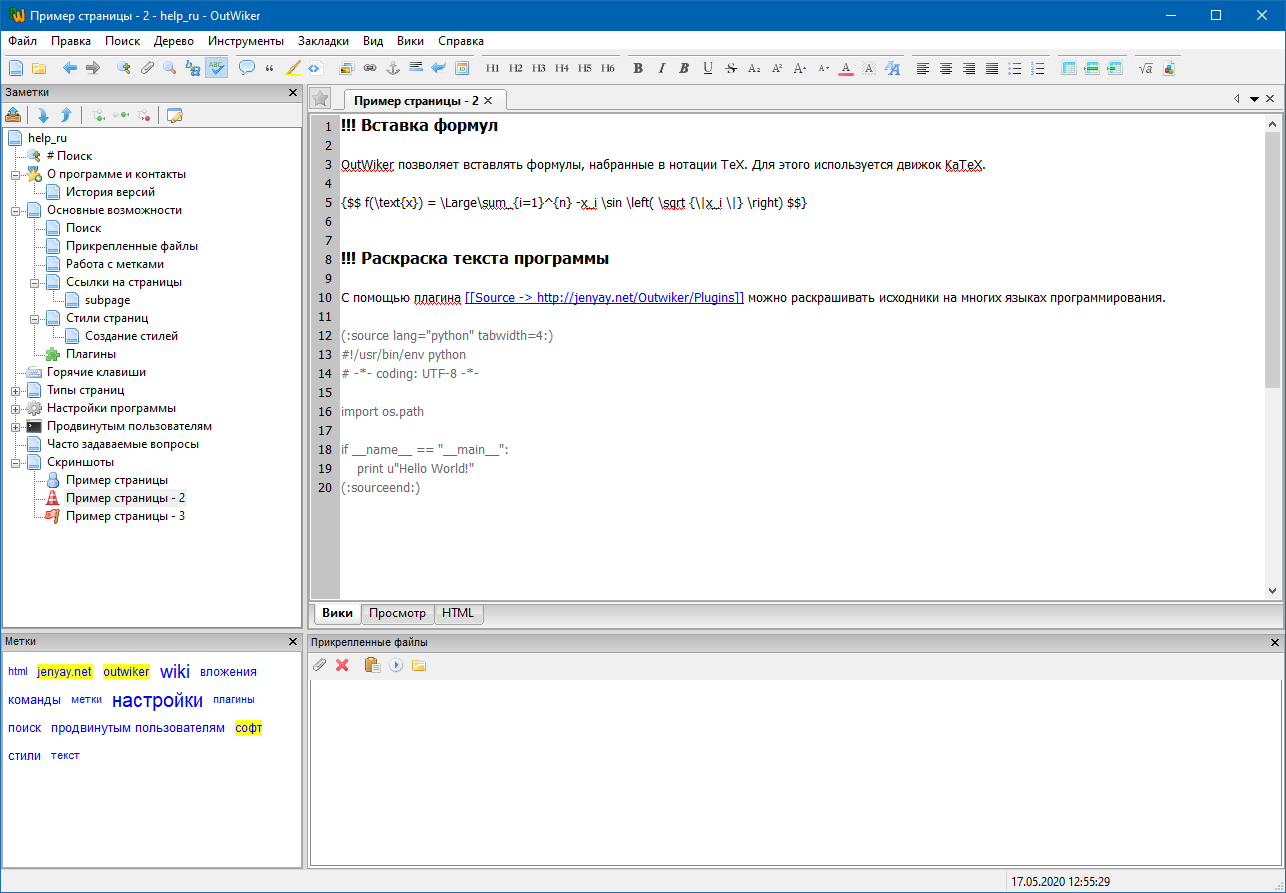 Пример страницы - 2 - help_ru - OutWiker
Файл Правка Поиск Дерево Инструменты Закладки Вид Вики Справка
H1 H2 H3 H4 H5 H6
Заметки
help_ru
# Поиск
О программе и контакты
История версий
Основные возможности
Поиск
Прикрепленные файлы
Работа с метками
Ссылки на страницы
subpage
Стили страниц
Создание стилей
Плагины
Горячие клавиши
Типы страниц
Настройки программы
Продвинутым пользователям
Часто задаваемые вопросы
Скриншоты
Пример страницы
Пример страницы - 2
Пример страницы - 3
Метки
html jenyay.net outwiker wiki вложения
команды метки настройки плагины
поиск продвинутым пользователям софт
стили текст
Пример страницы - 2
1 !!! Вставка формул
2
3 OutWiker позволяет вставлять формулы, набранные в нотации TeX. Для этого используется движок KaTeX.
4
5 {$$ f(\text{x}) = \Large\sum_{i=1}^{n} -x_i \sin \left( \sqrt {\|x_i \|} \right) $$}
6
7
8 !!! Раскраска текста программы
9
10 С помощью плагина [[Source -> http://jenyay.net/Outwiker/Plugins]] можно раскрашивать исходники на многих языках программирования.
11
12 (:source lang="python" tabwidth=4:)
13 #!/usr/bin/env python
14 # -*- coding: UTF-8 -*-
15
16 import os.path
17
18 if __name__ == "__main__":
19 print u"Hello World!"
20 (:sourceend:)
Вики Просмотр HTML
Прикрепленные файлы
17.05.2020 12:55:29